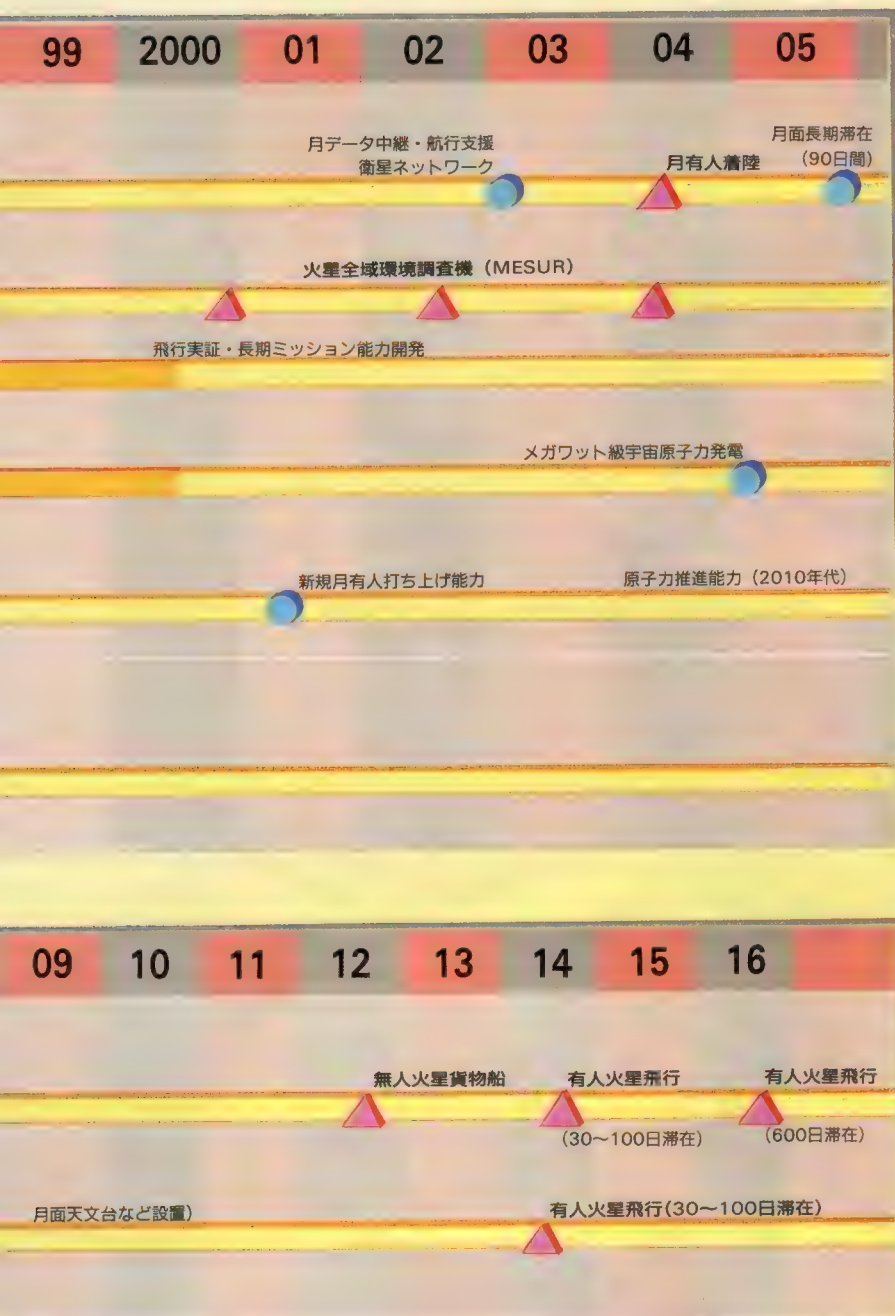 99 2000 01 02 03 04 05
月データ中継・航行支援
衛星ネットワーク
月有人着陸
月面長期滞在
(90日間)
火星全域環境調査機（MESUR）
飛行実証・長期ミッション能力開発
メガワット級宇宙原子力発電
新規月有人打ち上げ能力
原子力推進能力（2010年代）
09 10 11 12 13 14 15 16
無人火星貨物船
有人火星飛行
(30〜100日滞在)
有人火星飛行
(600日滞在)
月面天文台など設置)
有人火星飛行(30〜100日滞在)